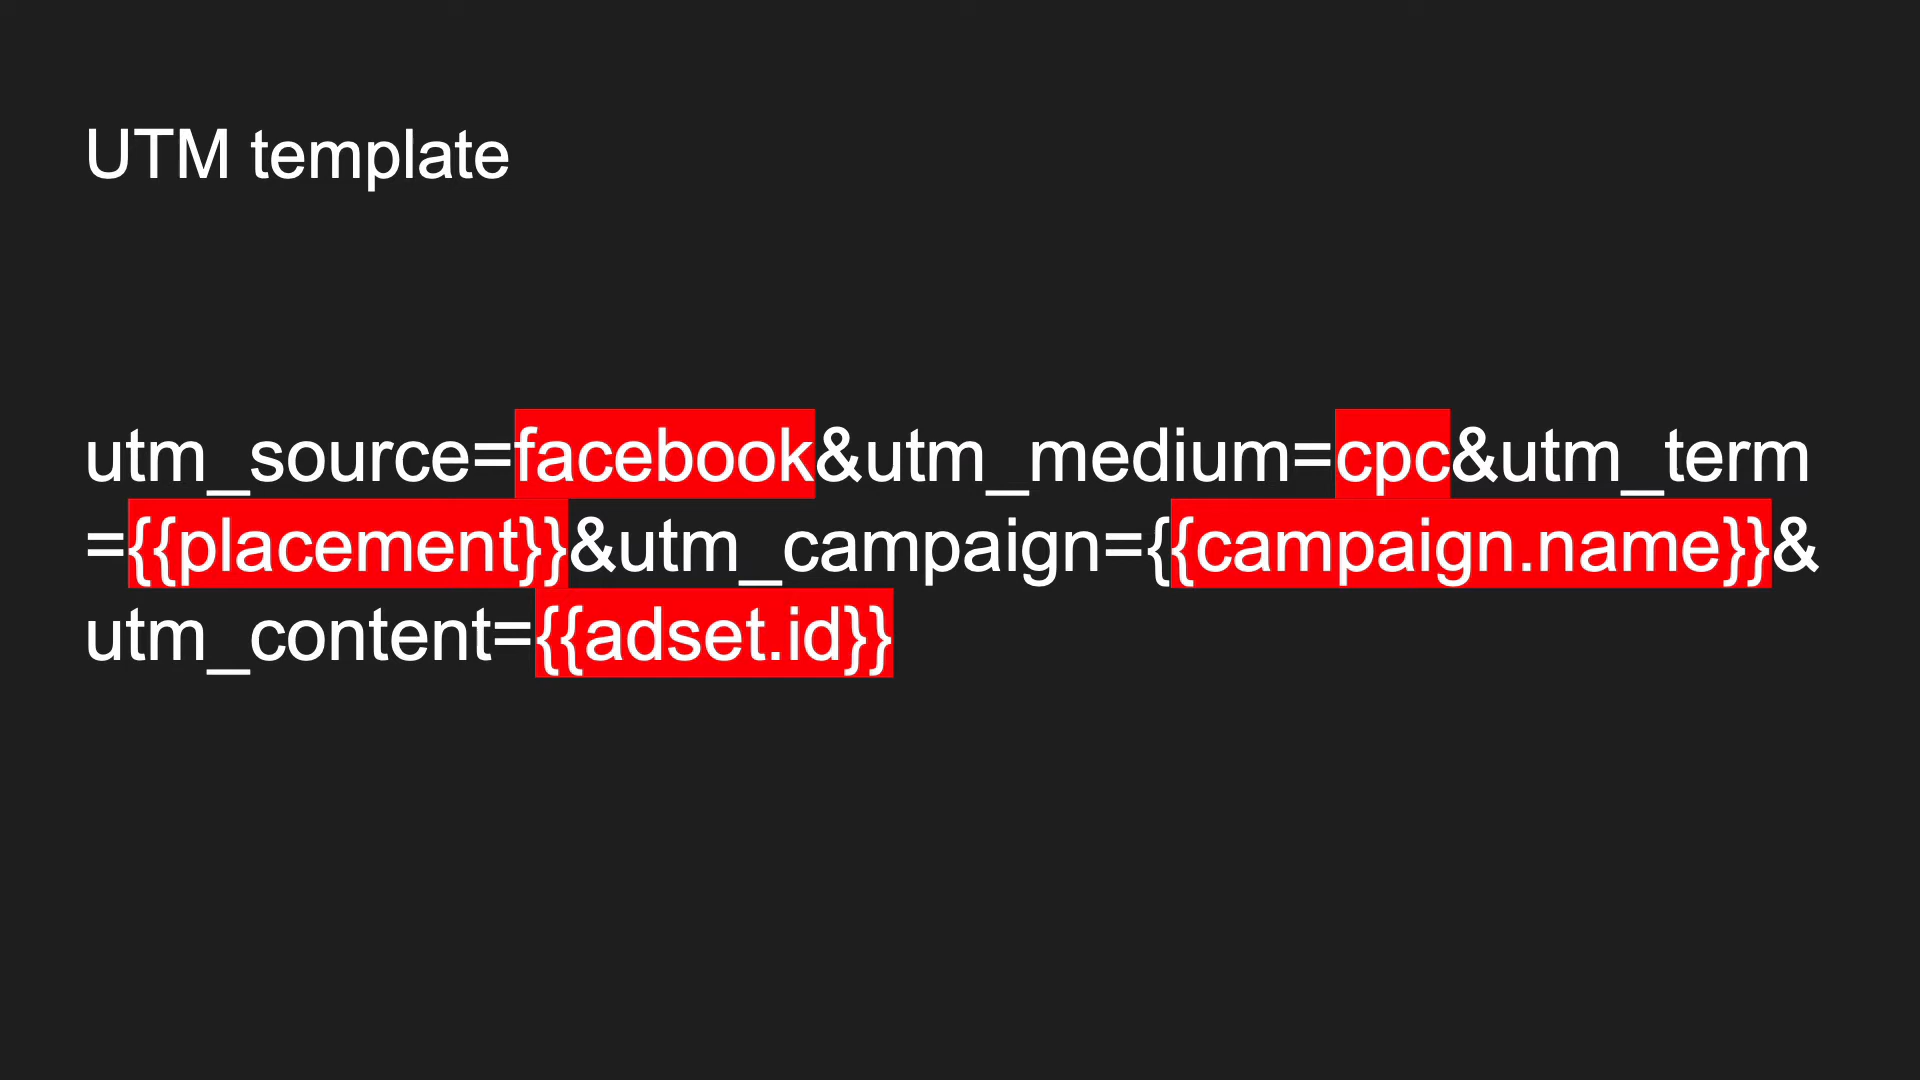 UTM template
utm_source=facebook&utm_medium=cpc&utm_term
={{placement}}&utm_campaign={{campaign.name}}&
utm_content={{adset.id}}